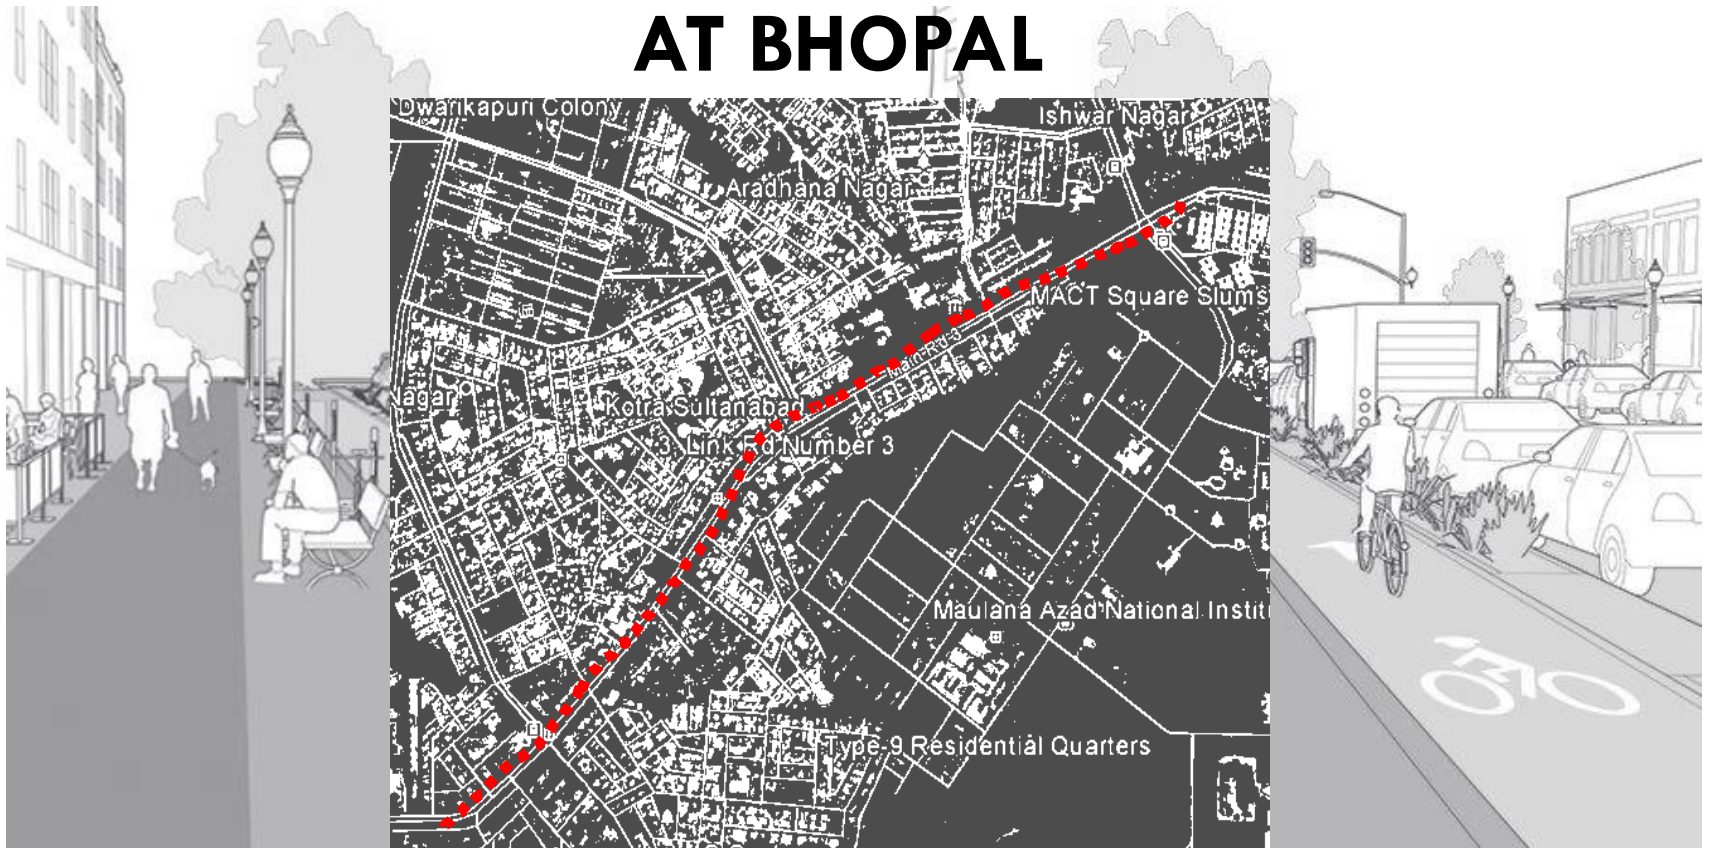 AT BHOPAL
Dwarikapuri Colony
Ishwar Nagar
Aradhana Nagar
MACT Square Slums
Nagar
Kotra Sultanabad
3, Link Rd Number 3
Maulana Azad National Instit
Type-9 Residential Quarters